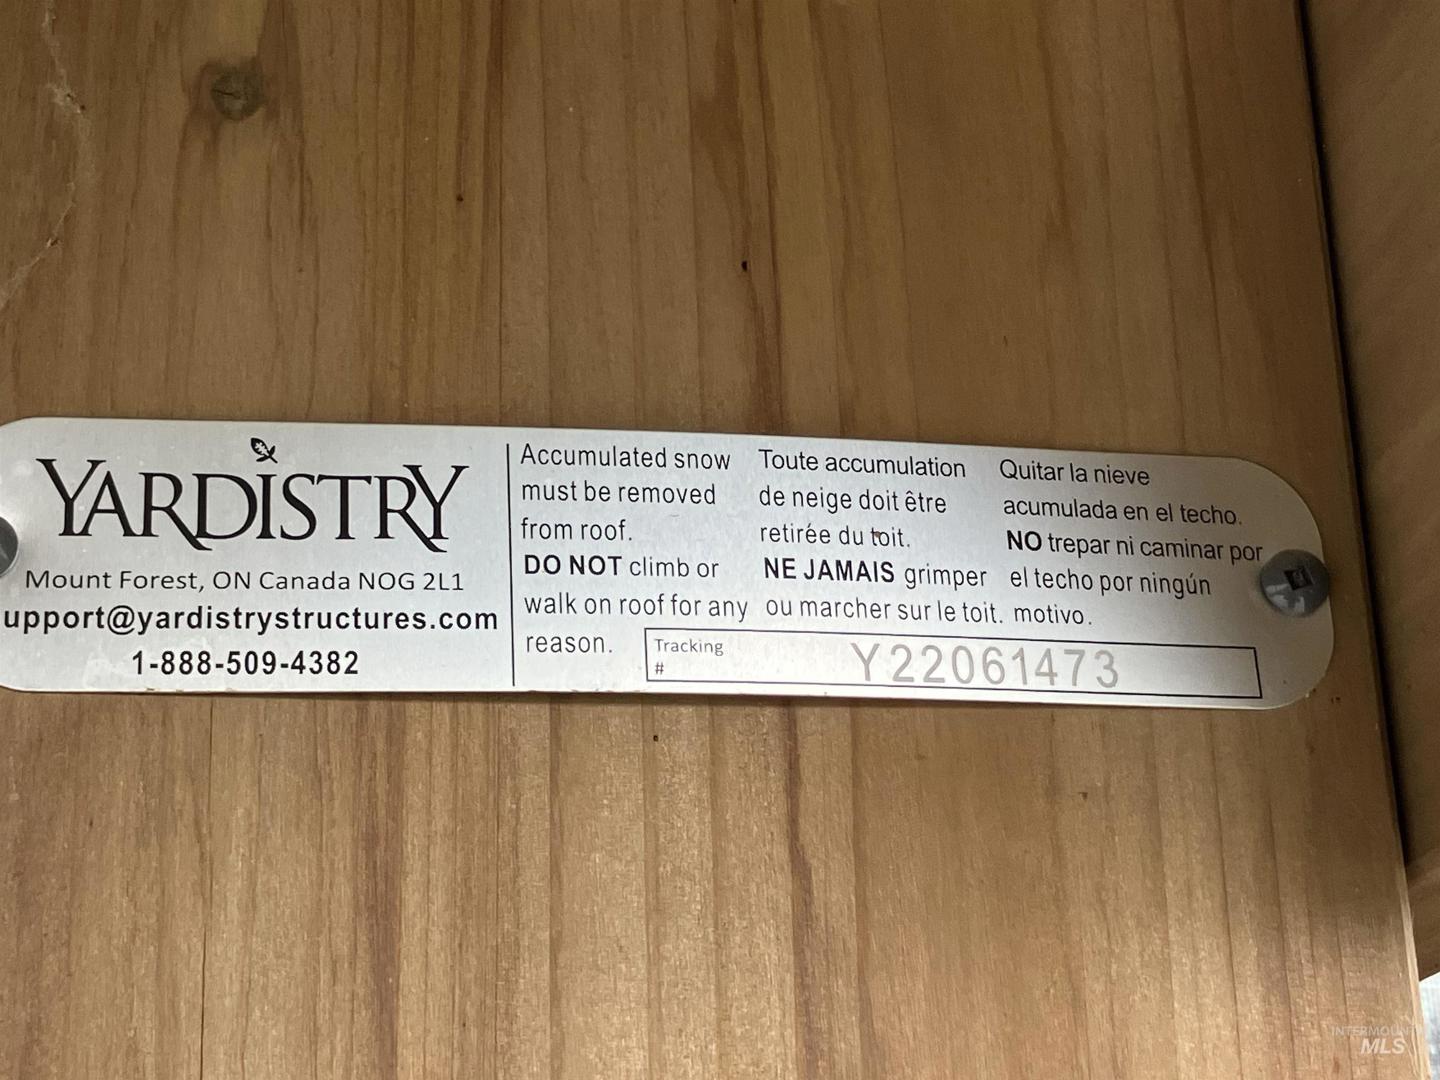 YARDISTRY
Mount Forest, ON Canada NOG 2L1
upport@yardistrystructures.com
1-888-509-4382
Accumulated snow
must be removed
from roof.
DO NOT climb or
walk on roof for any
reason.
Toute accumulation
de neige doit être
retirée du toit.
NE JAMAIS grimper
ou marcher sur le toit.
Quitar la nieve
acumulada en el techo.
NO trepar ni caminar por
el techo por ningún
motivo.
Tracking
#
Y22061473
INTERMOUNTAIN
MLS